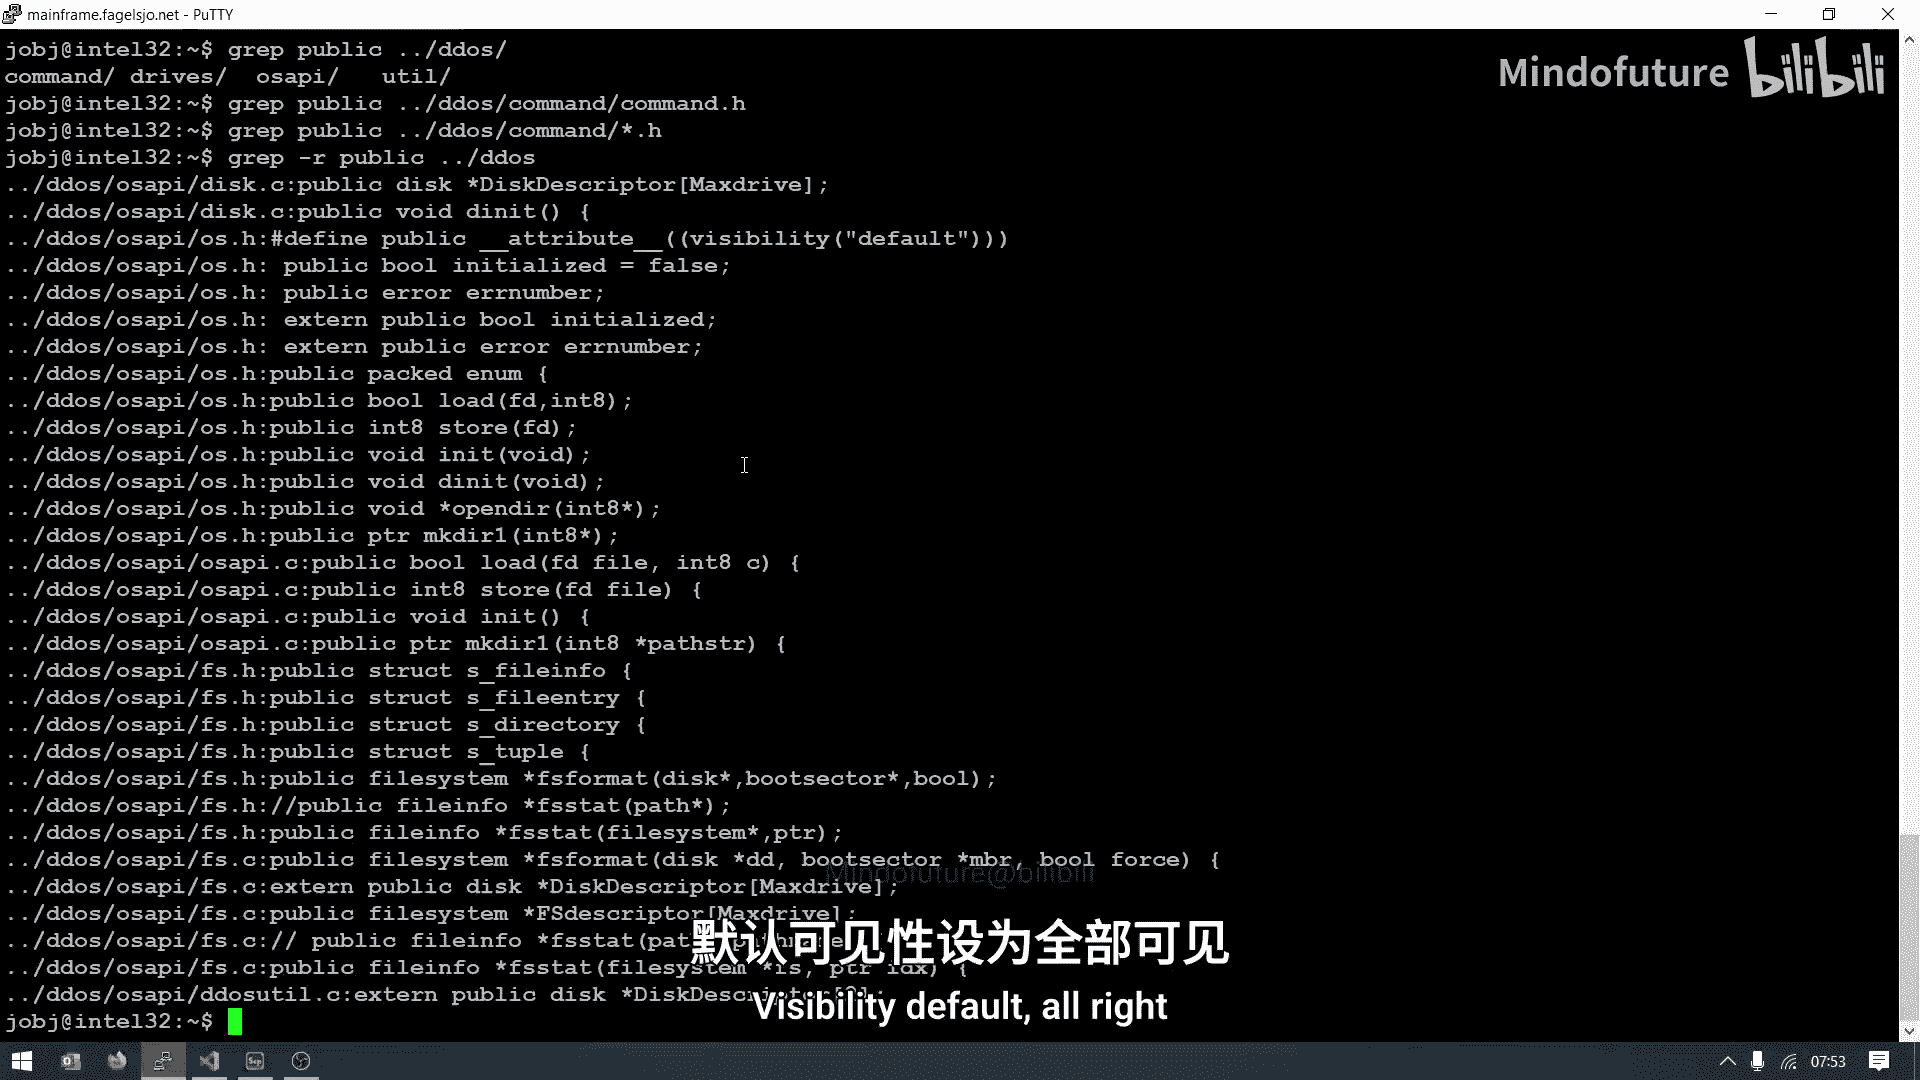 mainframe.fagelsjo.net - PuTTY
jobj@intel32:~$ grep public ../ddos/
command/ drives/  osapi/   util/
jobj@intel32:~$ grep public ../ddos/command/command.h
jobj@intel32:~$ grep public ../ddos/command/*.h
jobj@intel32:~$ grep -r public ../ddos
../ddos/osapi/disk.c:public disk *DiskDescriptor[Maxdrive];
../ddos/osapi/disk.c:public void dinit() {
../ddos/osapi/os.h:#define public __attribute__((visibility("default")))
../ddos/osapi/os.h: public bool initialized = false;
../ddos/osapi/os.h: public error errnumber;
../ddos/osapi/os.h: extern public bool initialized;
../ddos/osapi/os.h: extern public error errnumber;
../ddos/osapi/os.h:public packed enum {
../ddos/osapi/os.h:public bool load(fd,int8);
../ddos/osapi/os.h:public int8 store(fd);
../ddos/osapi/os.h:public void init(void);
../ddos/osapi/os.h:public void dinit(void);
../ddos/osapi/os.h:public void *opendir(int8*);
../ddos/osapi/os.h:public ptr mkdir1(int8*);
../ddos/osapi/osapi.c:public bool load(fd file, int8 c) {
../ddos/osapi/osapi.c:public int8 store(fd file) {
../ddos/osapi/osapi.c:public void init() {
../ddos/osapi/osapi.c:public ptr mkdir1(int8 *pathstr) {
../ddos/osapi/fs.h:public struct s_fileinfo {
../ddos/osapi/fs.h:public struct s_fileentry {
../ddos/osapi/fs.h:public struct s_directory {
../ddos/osapi/fs.h:public struct s_tuple {
../ddos/osapi/fs.h:public filesystem *fsformat(disk*,bootsector*,bool);
../ddos/osapi/fs.h://public fileinfo *fsstat(path*);
../ddos/osapi/fs.h:public fileinfo *fsstat(filesystem*,ptr);
../ddos/osapi/fs.c:public filesystem *fsformat(disk *dd, bootsector *mbr, bool force) {
../ddos/osapi/fs.c:extern public disk *DiskDescriptor[Maxdrive];
../ddos/osapi/fs.c:public filesystem *FSdescriptor[Maxdrive];
../ddos/osapi/fs.c:// public fileinfo *fsstat(
../ddos/osapi/fs.c:public fileinfo *fsstat(filesystem ptr idx) {
../ddos/ddosutil.c:extern public disk
jobj@intel32:~$
Mindofuture bilibili
Mindofuture@bilibili
默认可见性设为全部可见
Visibility default, all right
07:53